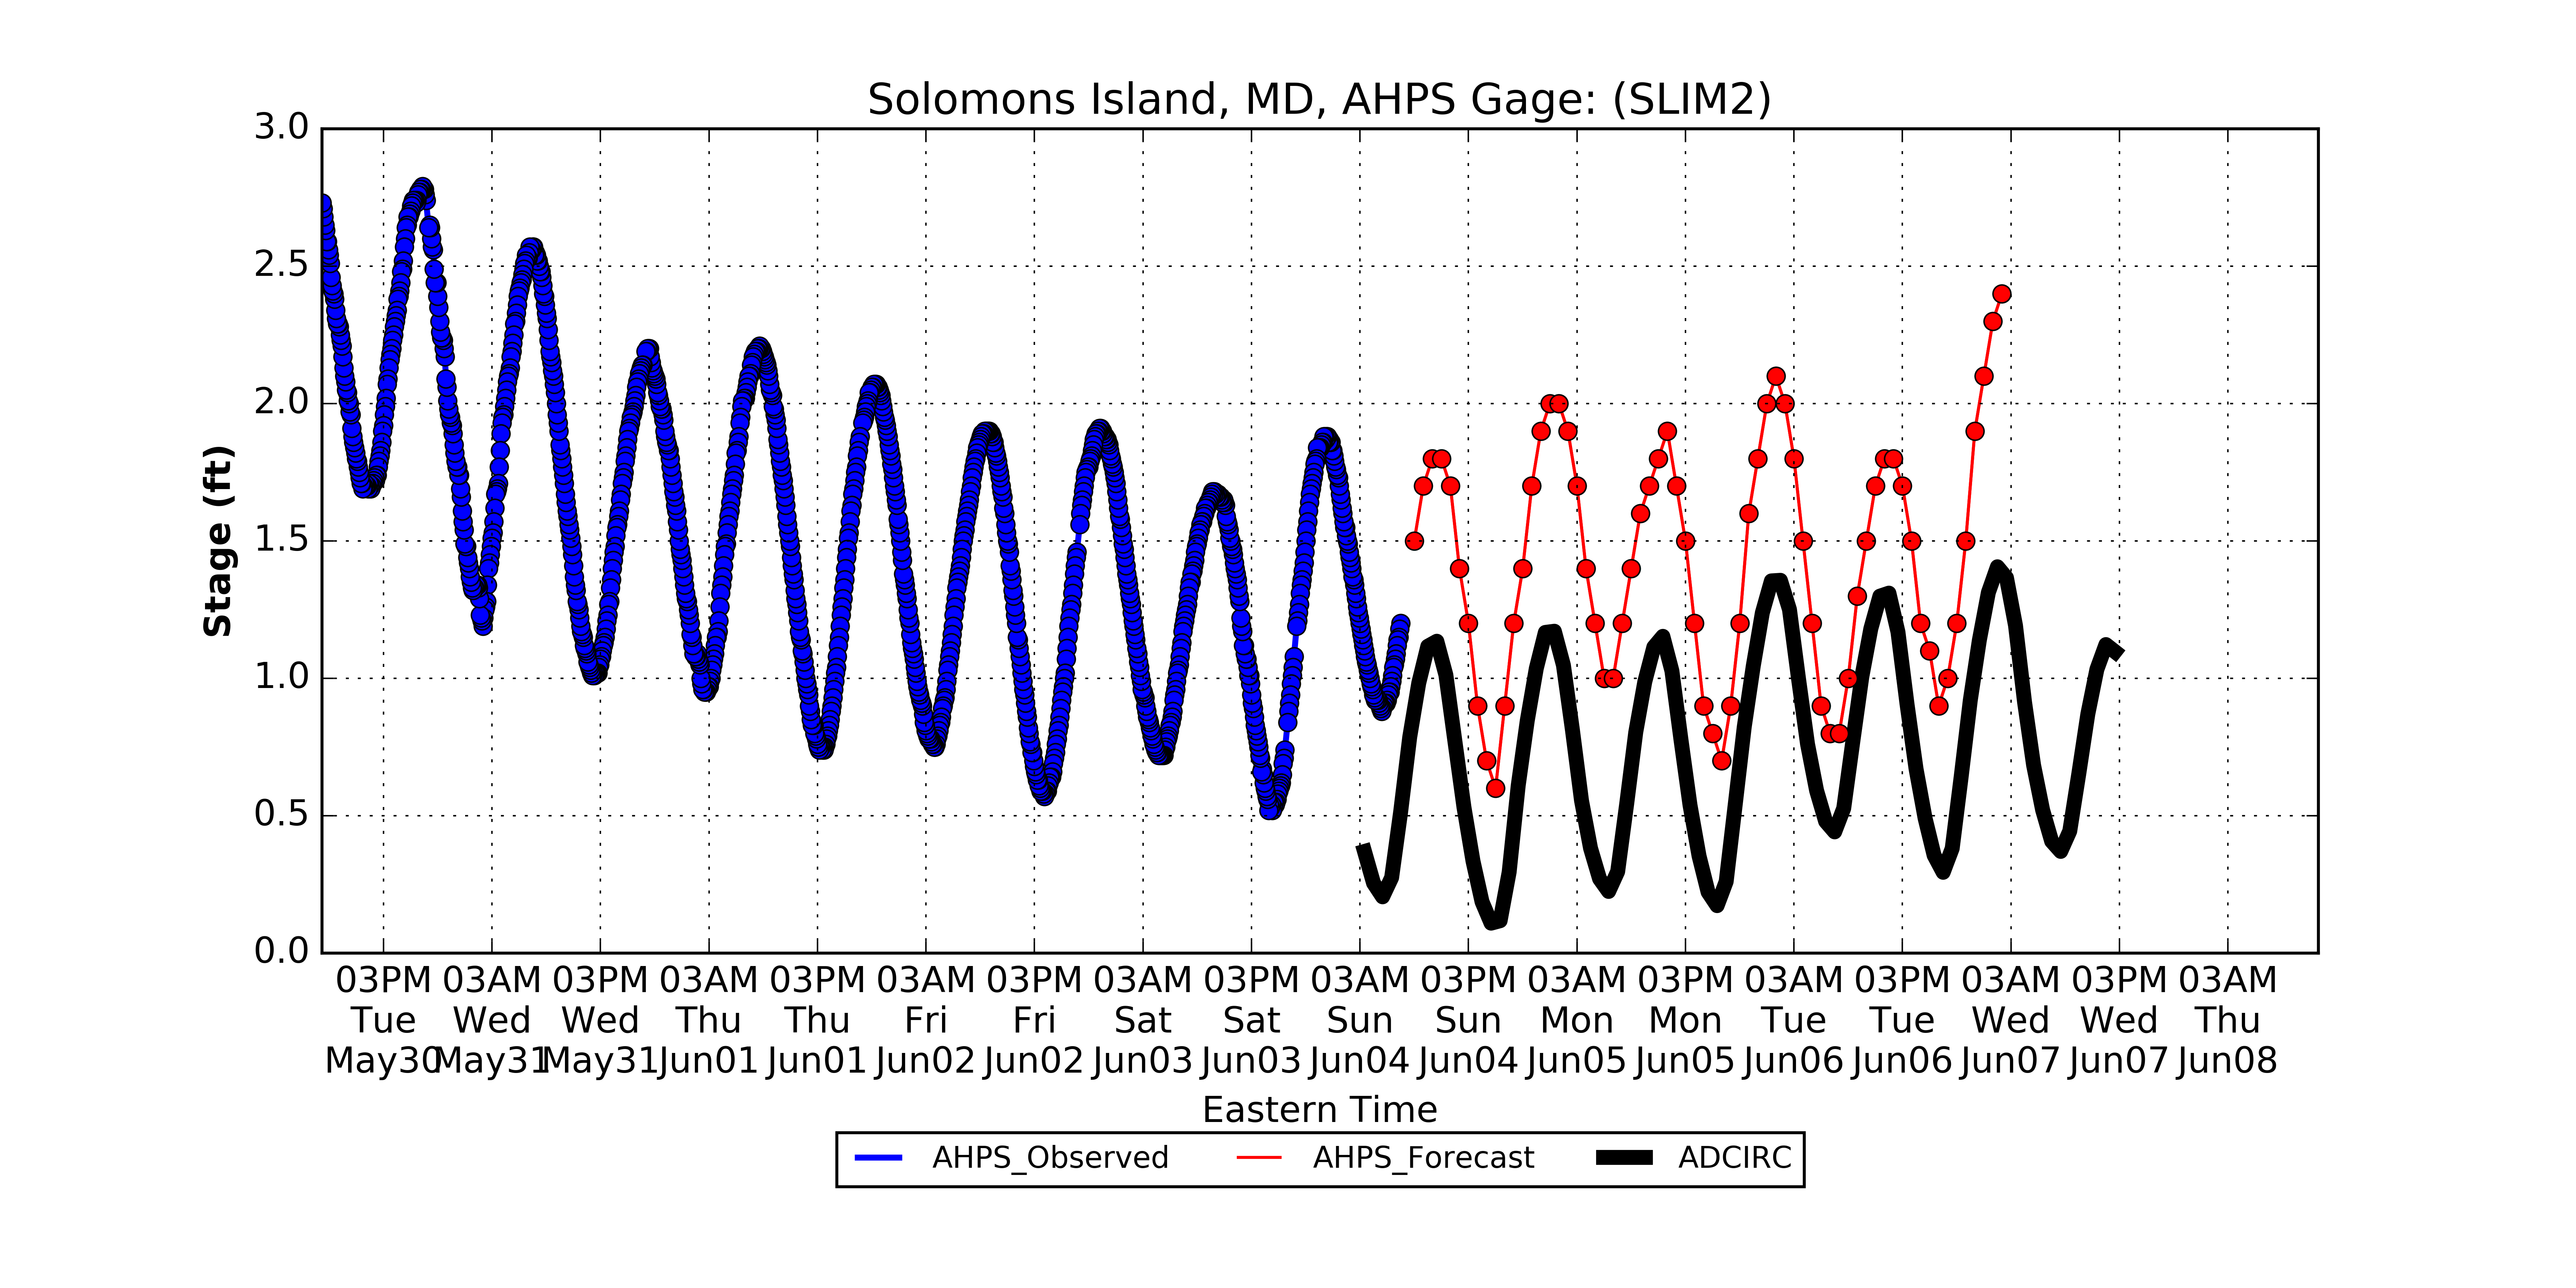 Solomons Island, MD, AHPS Gage: (SLIM2)
3.0
2.5
2.0
1.5
1.0
0.5
0.0
Stage (ft)
03PM 03AM 03PM 03AM 03PM 03AM 03PM 03AM 03PM 03AM 03PM 03AM 03PM 03AM 03PM 03AM 03PM 03AM
Tue Wed Wed Thu Thu Fri Fri Sat Sat Sun Sun Mon Mon Tue Tue Wed Wed Thu
May30 May31 May31 Jun01 Jun01 Jun02 Jun02 Jun03 Jun03 Jun04 Jun04 Jun05 Jun05 Jun06 Jun06 Jun07 Jun07 Jun08
Eastern Time
AHPS_Observed AHPS_Forecast ADCIRC